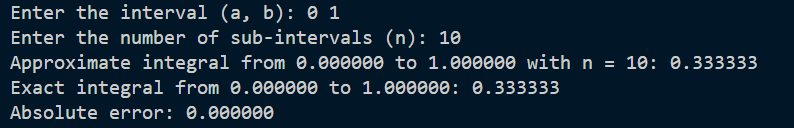 Enter the interval (a, b): 0 1
Enter the number of sub-intervals (n): 10
Approximate integral from 0.000000 to 1.000000 with n = 10: 0.333333
Exact integral from 0.000000 to 1.000000: 0.333333
Absolute error: 0.000000